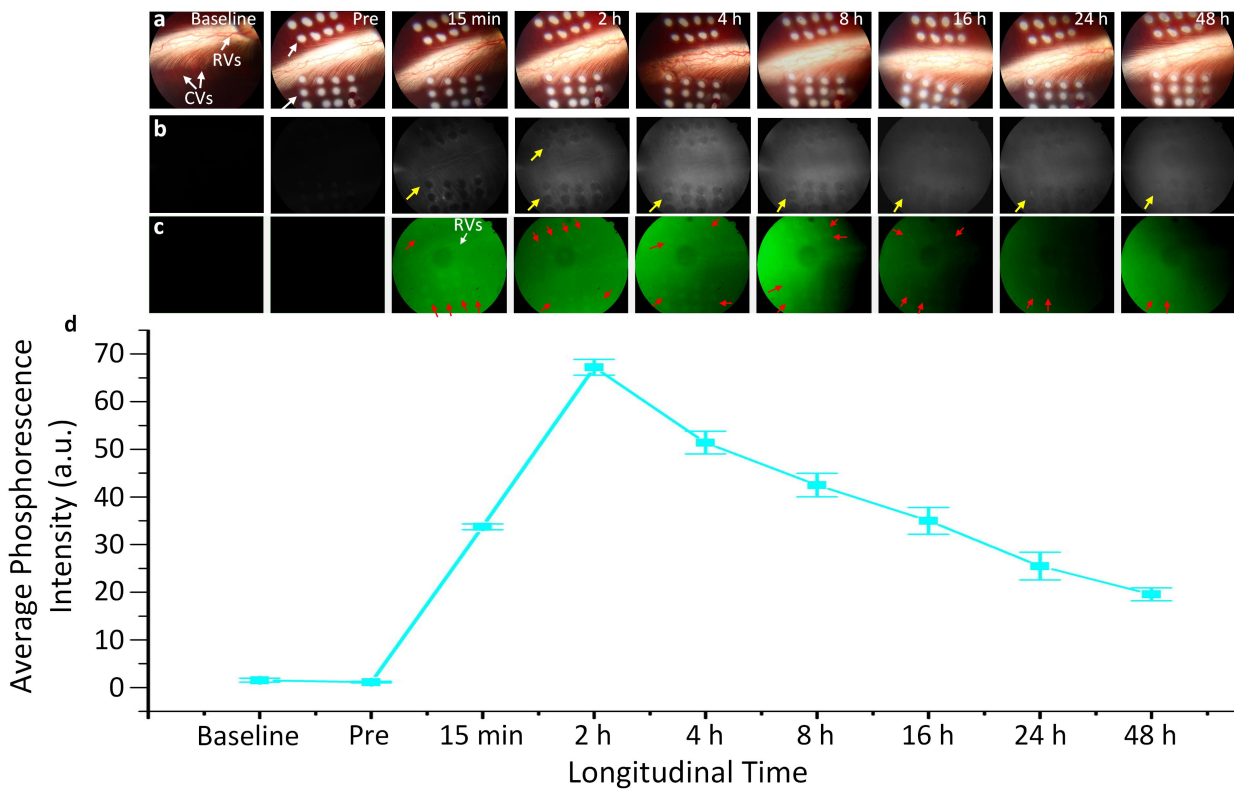 a Baseline Pre 15 min 2 h 4 h 8 h 16 h 24 h 48 h
RVs
CVs
b
c RVs
d
Average Phosphorescence
Intensity (a.u.)
70
60
50
40
30
20
10
0
Baseline Pre 15 min 2 h 4 h 8 h 16 h 24 h 48 h
Longitudinal Time